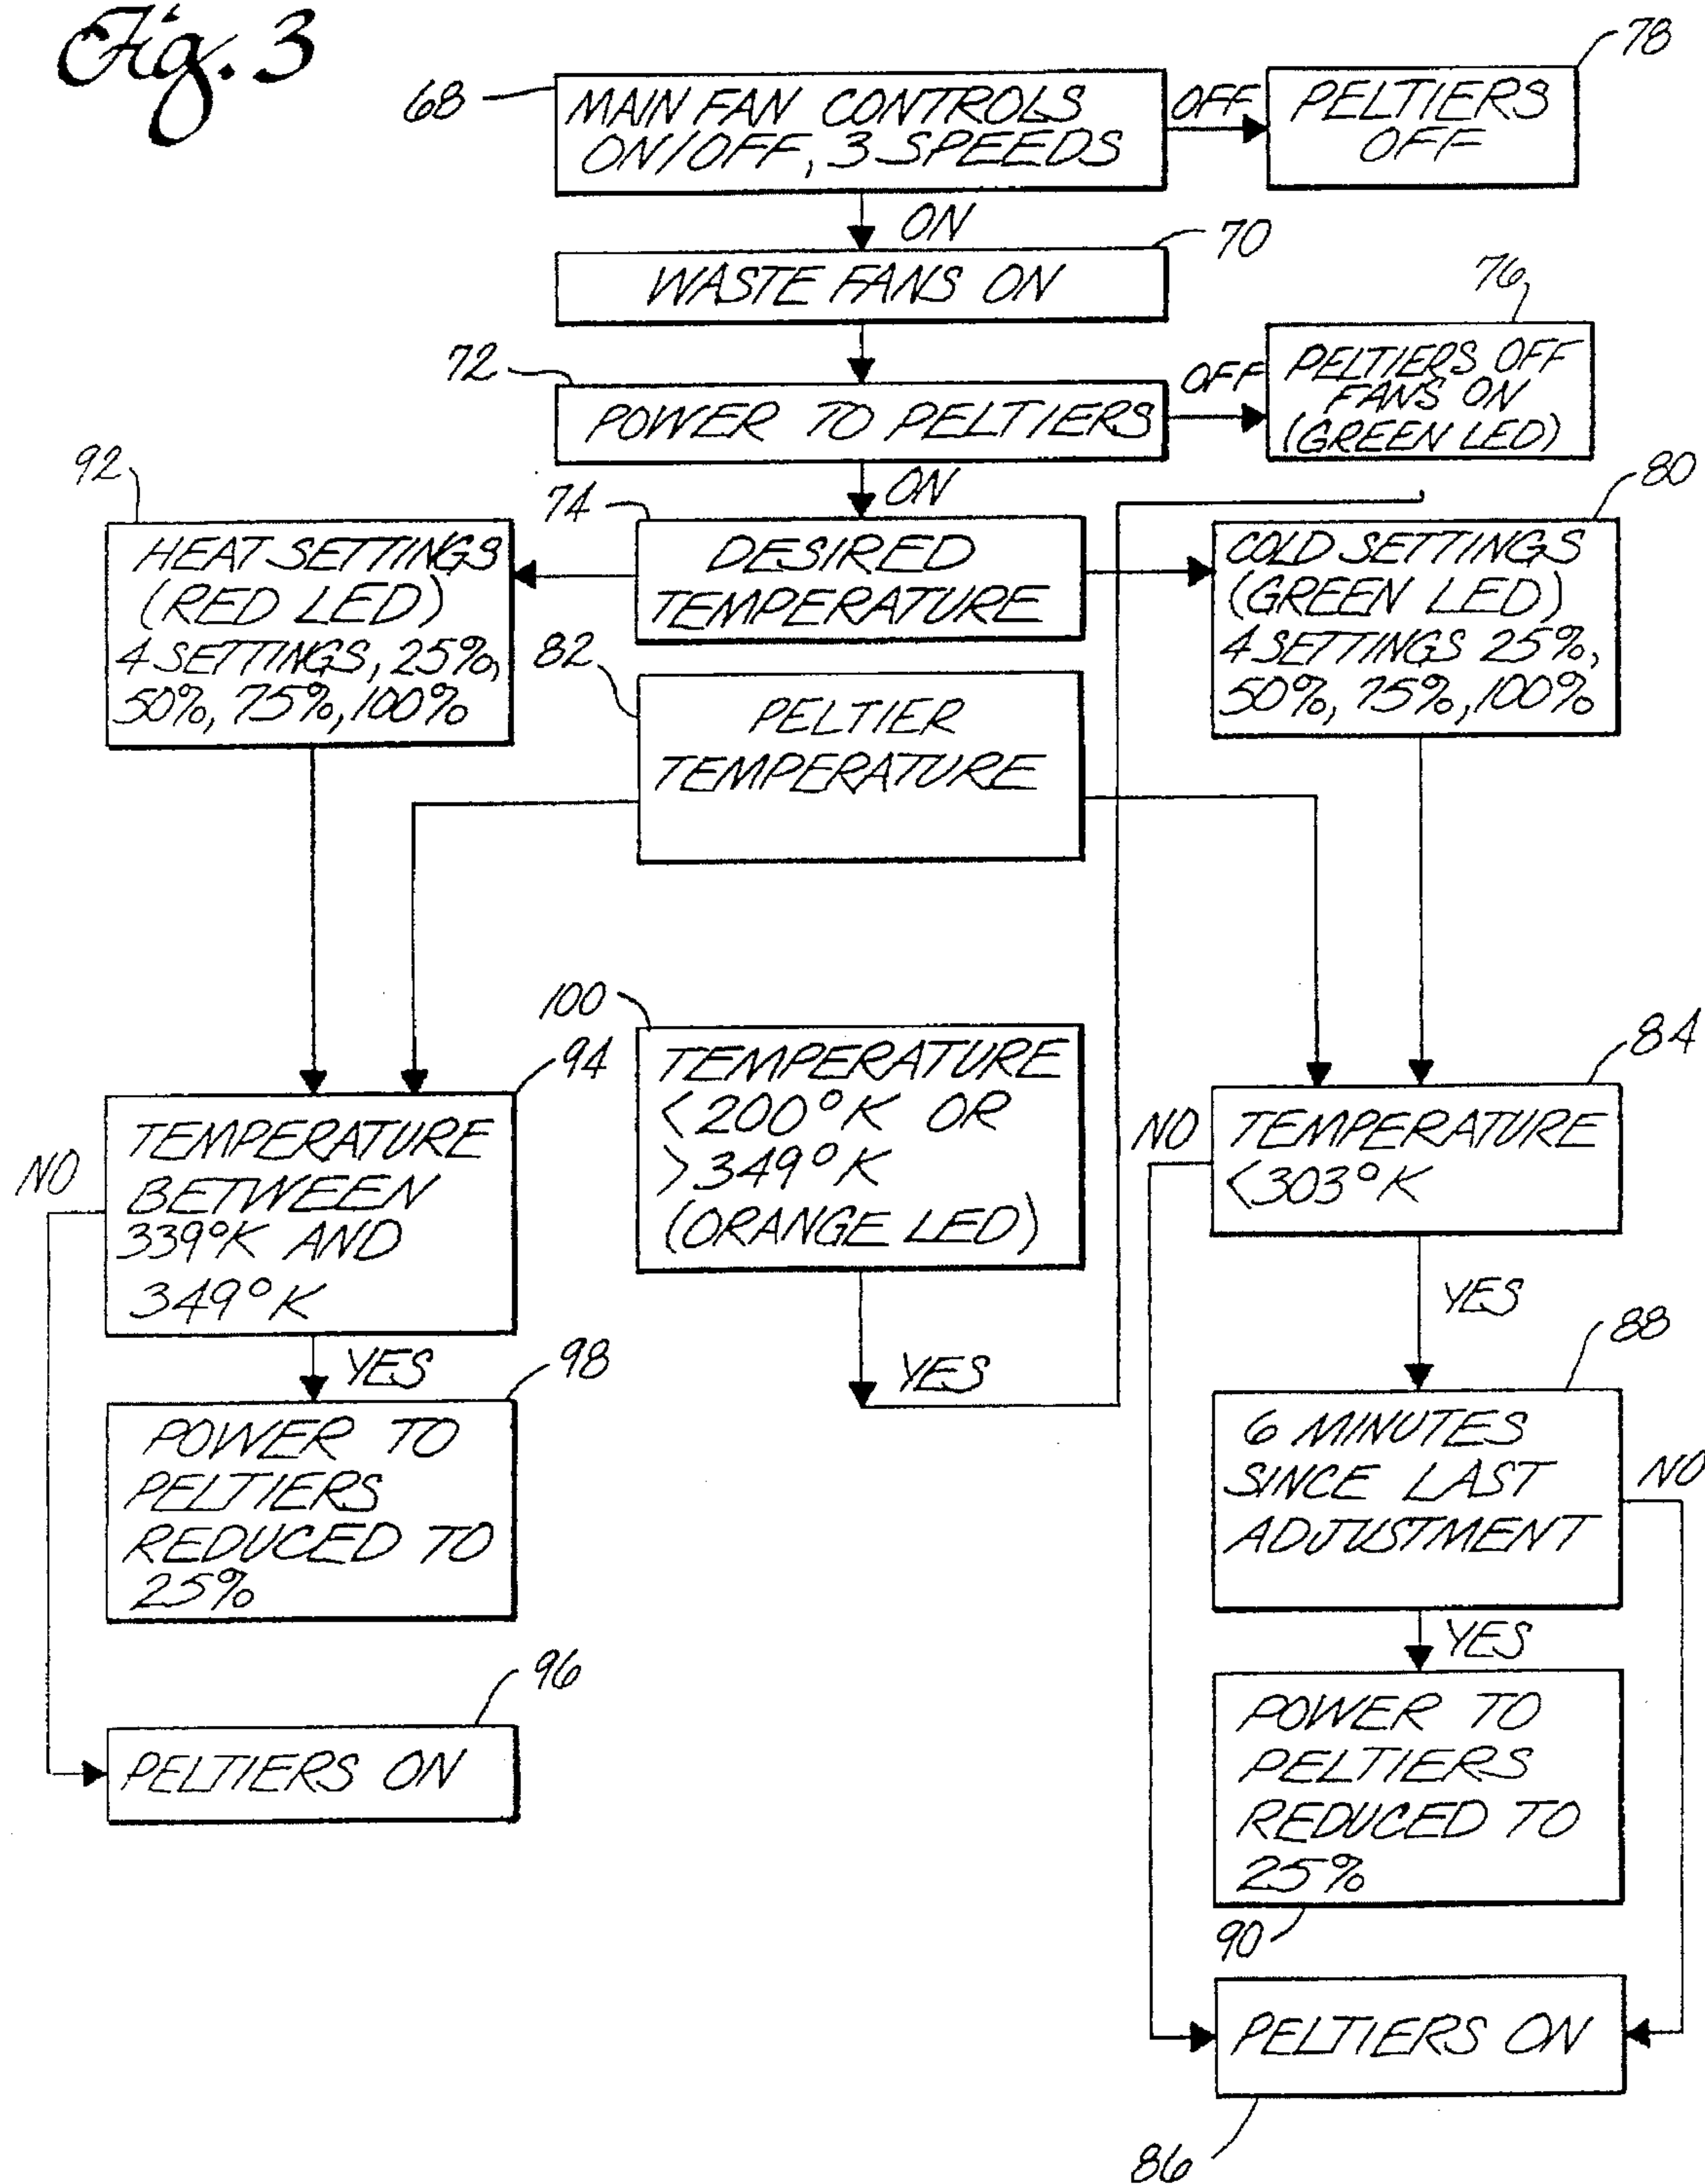 Fig. 3
68
MAIN FAN CONTROLS
ON/OFF, 3 SPEEDS
OFF
PELTIERS
OFF
78
ON
70
WASTE FANS ON
72
POWER TO PELTIERS
OFF
76
PELTIERS OFF
FANS ON
(GREEN LED)
ON
92
HEAT SETTINGS
(RED LED)
4 SETTINGS, 25%,
50%, 75%, 100%
74
DESIRED
TEMPERATURE
80
COLD SETTINGS
(GREEN LED)
4 SETTINGS 25%,
50%, 75%, 100%
82
PELTIER
TEMPERATURE
94
NO
TEMPERATURE
BETWEEN
339°K AND
349°K
YES
100
TEMPERATURE
<200°K OR
>349°K
(ORANGE LED)
YES
84
NO
TEMPERATURE
<303°K
YES
98
POWER TO
PELTIERS
REDUCED TO
25%
88
6 MINUTES
SINCE LAST
ADJUSTMENT
NO
YES
96
PELTIERS ON
POWER TO
PELTIERS
REDUCED TO
25%
90
PELTIERS ON
86